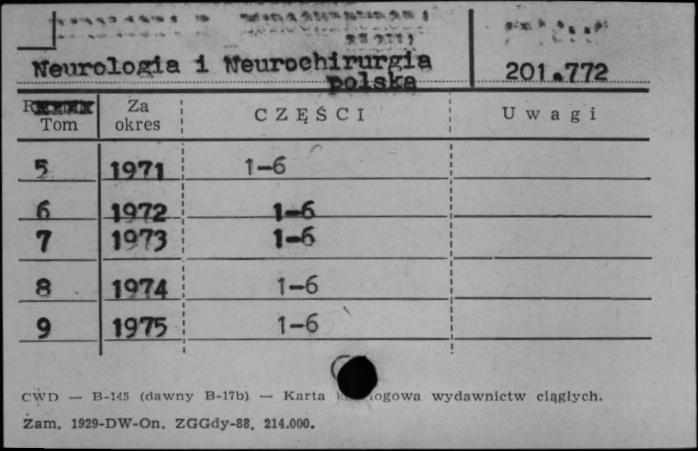 Neurologia i Neurochirurgia
polska
201.772
Tom
Za
okres
CZĘŚCI
Uwagi
5 1971 1-6
6 1972 1-6
7 1973 1-6
8 1974 1-6
9 1975 1-6
CWD — B-145 (dawny B-17b) — Karta wydawnictw ciągłych.
Zam. 1929-DW-On. ZGGdy-88. 214.000.